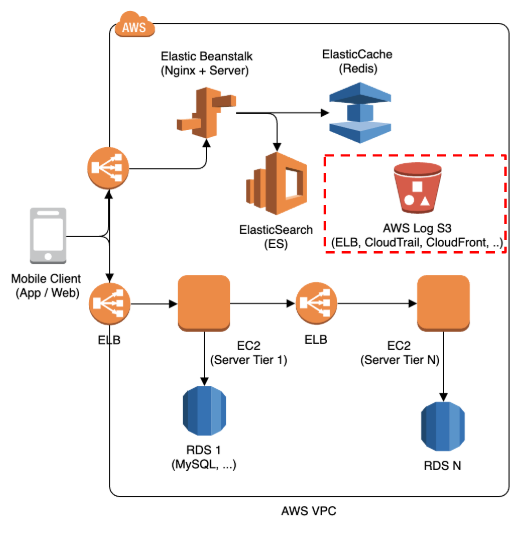 AWS
Elastic Beanstalk
(Nginx + Server)
ElasticCache
(Redis)
ElasticSearch
(ES)
AWS Log S3
(ELB, CloudTrail, CloudFront, ..)
Mobile Client
(App / Web)
ELB
EC2
(Server Tier 1)
ELB
EC2
(Server Tier N)
RDS 1
(MySQL, ...)
RDS N
AWS VPC